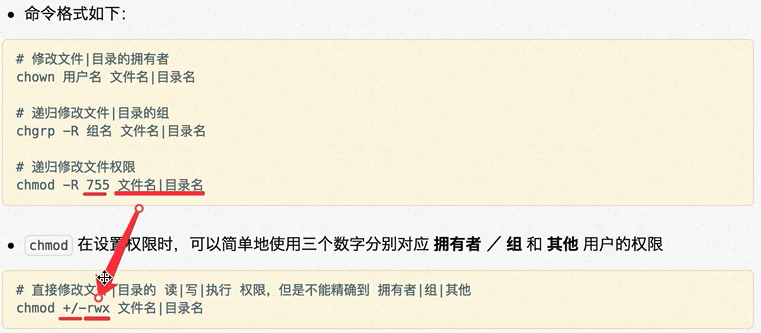 • 命令格式如下：
# 修改文件|目录的拥有者
chown 用户名 文件名|目录名
# 递归修改文件|目录的组
chgrp -R 组名 文件名|目录名
# 递归修改文件权限
chmod -R 755 文件名|目录名
• chmod 在设置权限时，可以简单地使用三个数字分别对应 拥有者 ／ 组 和 其他 用户的权限
# 直接修改文件|目录的 读|写|执行 权限，但是不能精确到 拥有者|组|其他
chmod +/-rwx 文件名|目录名